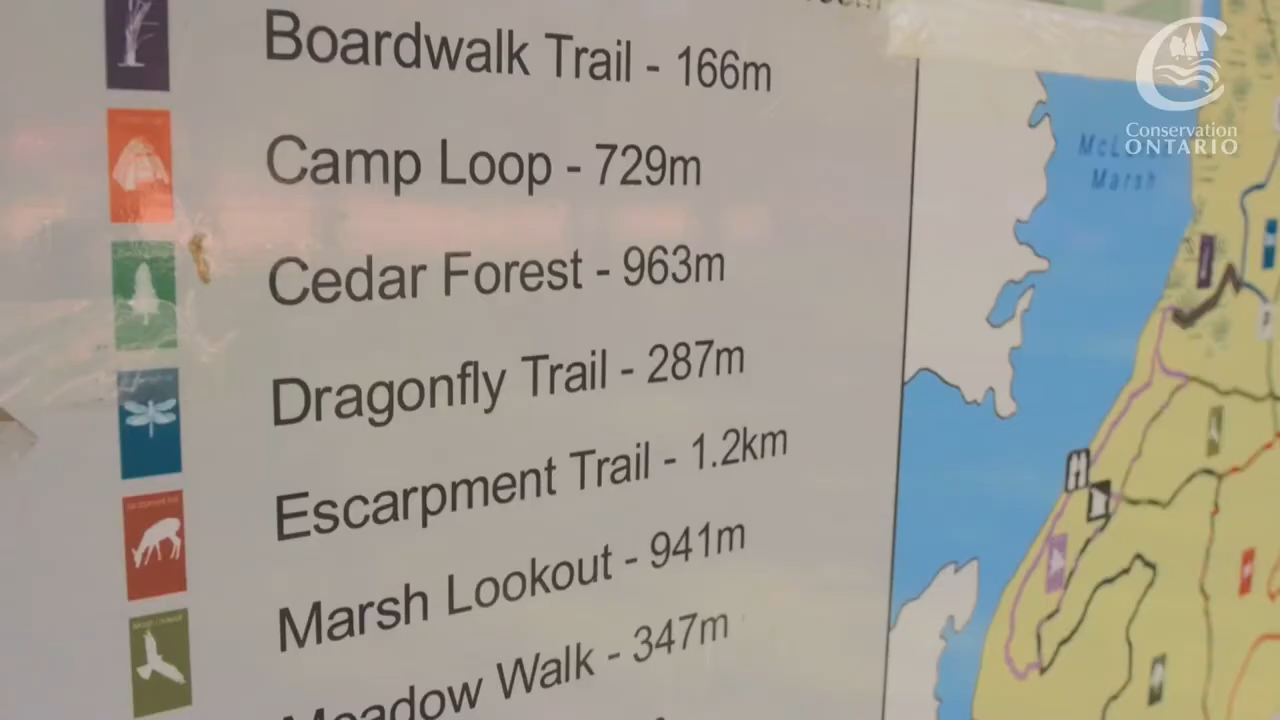 Boardwalk Trail - 166m
Camp Loop - 729m
Cedar Forest - 963m
Dragonfly Trail - 287m
Escarpment Trail - 1.2km
Marsh Lookout - 941m
Meadow Walk - 347m
Conservation
ONTARIO
Marsh